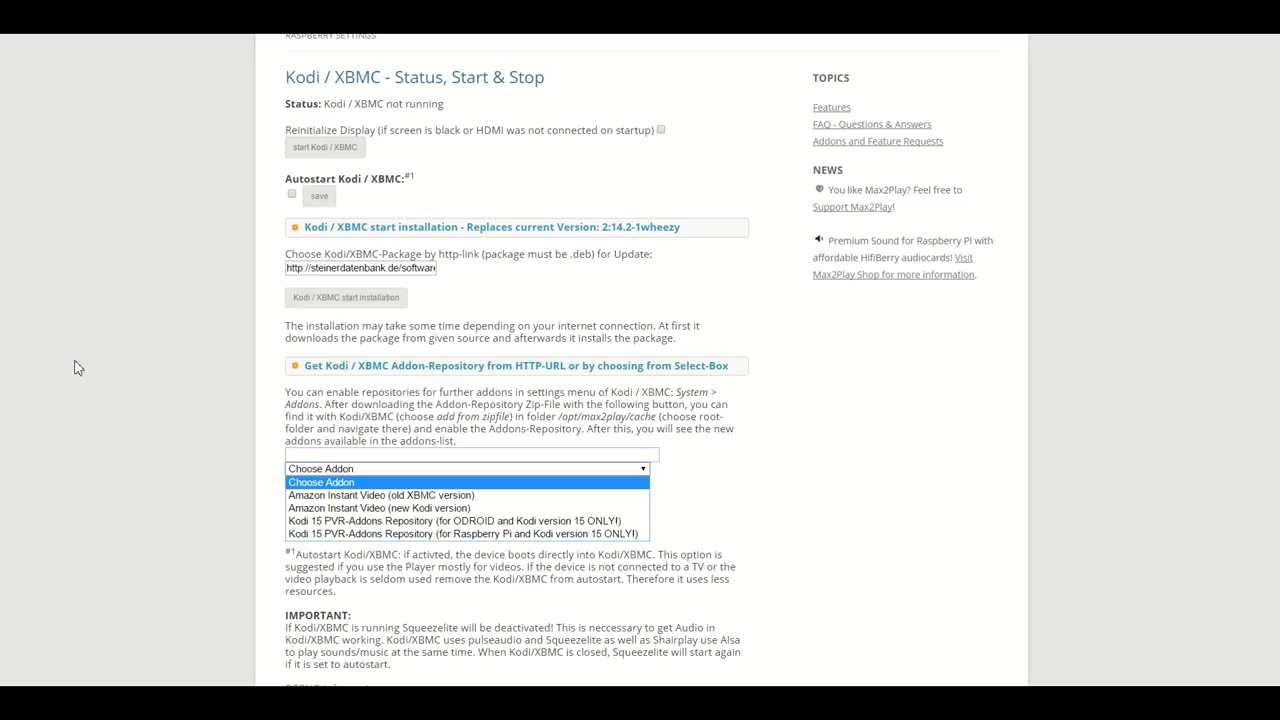 RASPBERRY SETTINGS
Kodi / XBMC - Status, Start & Stop
Status: Kodi / XBMC not running
Reinitialize Display (if screen is black or HDMI was not connected on startup)
start Kodi / XBMC
Autostart Kodi / XBMC:#1
save
Kodi / XBMC start installation - Replaces current Version: 2:14.2-1wheezy
Choose Kodi/XBMC-Package by http-link (package must be .deb) for Update:
http://steinerdatenbank.de/software
Kodi / XBMC start installation
The installation may take some time depending on your internet connection. At first it
downloads the package from given source and afterwards it installs the package.
Get Kodi / XBMC Addon-Repository from HTTP-URL or by choosing from Select-Box
You can enable repositories for further addons in settings menu of Kodi / XBMC: System >
Addons. After downloading the Addon-Repository Zip-File with the following button, you can
find it with Kodi/XBMC (choose add from zipfile) in folder /opt/max2play/cache (choose root-
folder and navigate there) and enable the Addons-Repository. After this, you will see the new
addons available in the addons-list.
Choose Addon
Choose Addon
Amazon Instant Video (old XBMC version)
Amazon Instant Video (new Kodi version)
Kodi 15 PVR-Addons Repository (for ODROID and Kodi version 15 ONLY!)
Kodi 15 PVR-Addons Repository (for Raspberry Pi and Kodi version 15 ONLY!)
#1Autostart Kodi/XBMC: if activted, the device boots directly into Kodi/XBMC. This option is
suggested if you use the Player mostly for videos. If the device is not connected to a TV or the
video playback is seldom used remove the Kodi/XBMC from autostart. Therefore it uses less
resources.
IMPORTANT:
If Kodi/XBMC is running Squeezelite will be deactivated! This is neccessary to get Audio in
Kodi/XBMC working. Kodi/XBMC uses pulseaudio and Squeezelite as well as Shairplay use Alsa
to play sounds/music at the same time. When Kodi/XBMC is closed, Squeezelite will start again
if it is set to autostart.
TOPICS
Features
FAQ - Questions & Answers
Addons and Feature Requests
NEWS
You like Max2Play? Feel free to
Support Max2Play!
Premium Sound for Raspberry PI with
affordable HifiBerry audiocards! Visit
Max2Play Shop for more information.